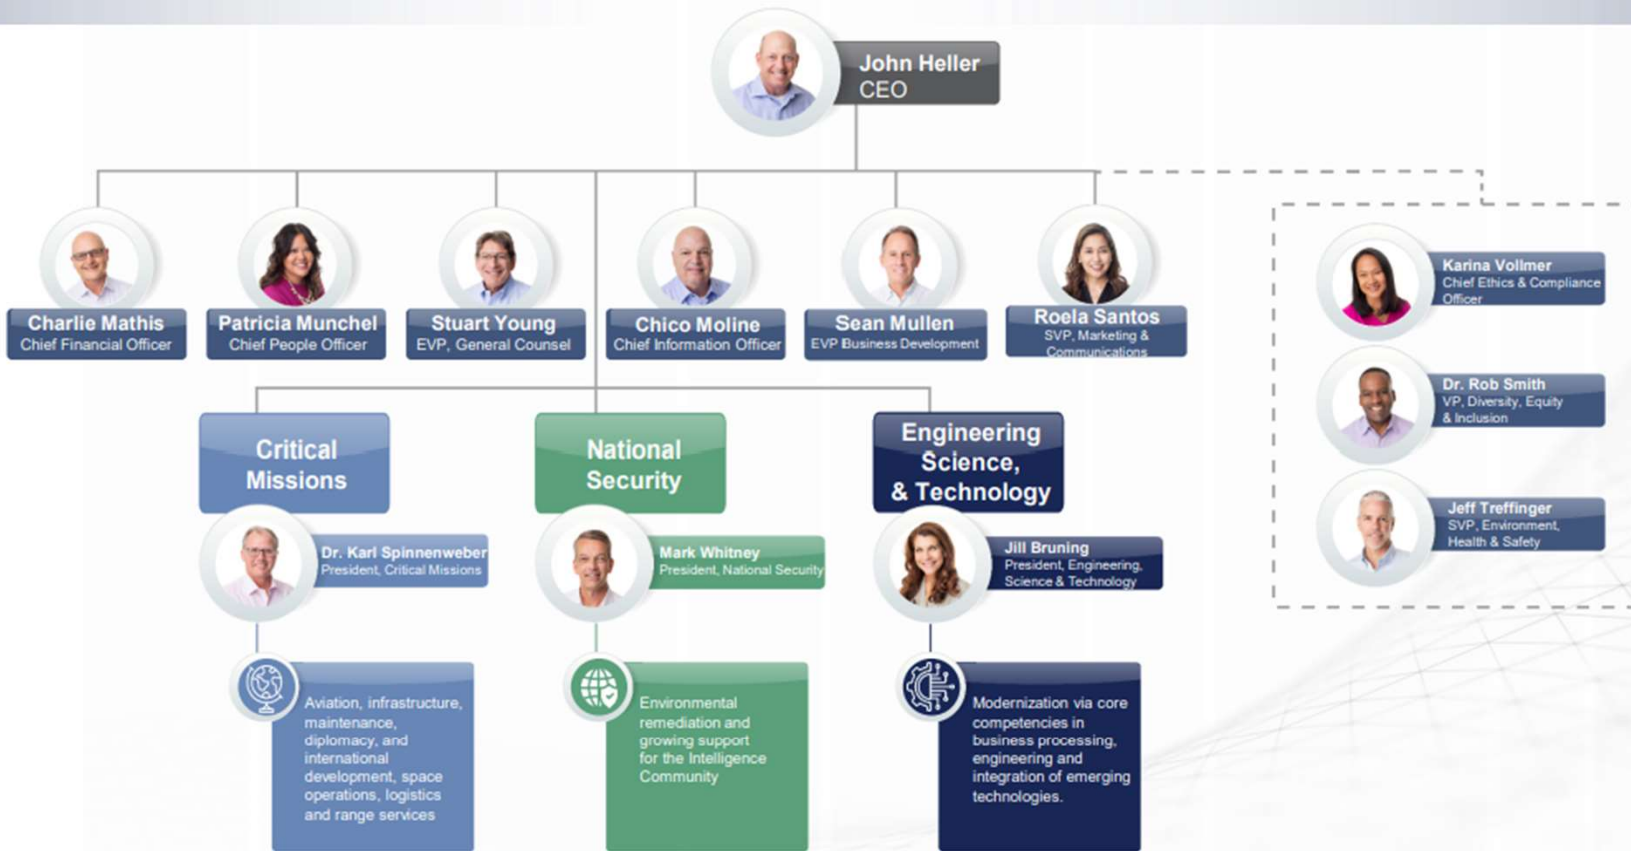 John Heller
CEO
Charlie Mathis
Chief Financial Officer
Patricia Munchel
Chief People Officer
Stuart Young
EVP, General Counsel
Chico Moline
Chief Information Officer
Sean Mullen
EVP Business Development
Roela Santos
SVP, Marketing &
Communications
Karina Vollmer
Chief Ethics & Compliance
Officer
Dr. Rob Smith
VP, Diversity, Equity
& Inclusion
Jeff Treffinger
SVP, Environment,
Health & Safety
Critical
Missions
Dr. Karl Spinnenweber
President, Critical Missions
Aviation, infrastructure,
maintenance,
diplomacy, and
international
development, space
operations, logistics
and range services
National
Security
Mark Whitney
President, National Security
Environmental
remediation and
growing support
for the Intelligence
Community
Engineering
Science,
& Technology
Jill Bruning
President, Engineering,
Science & Technology
Modernization via core
competencies in
business processing,
engineering and
integration of emerging
technologies.